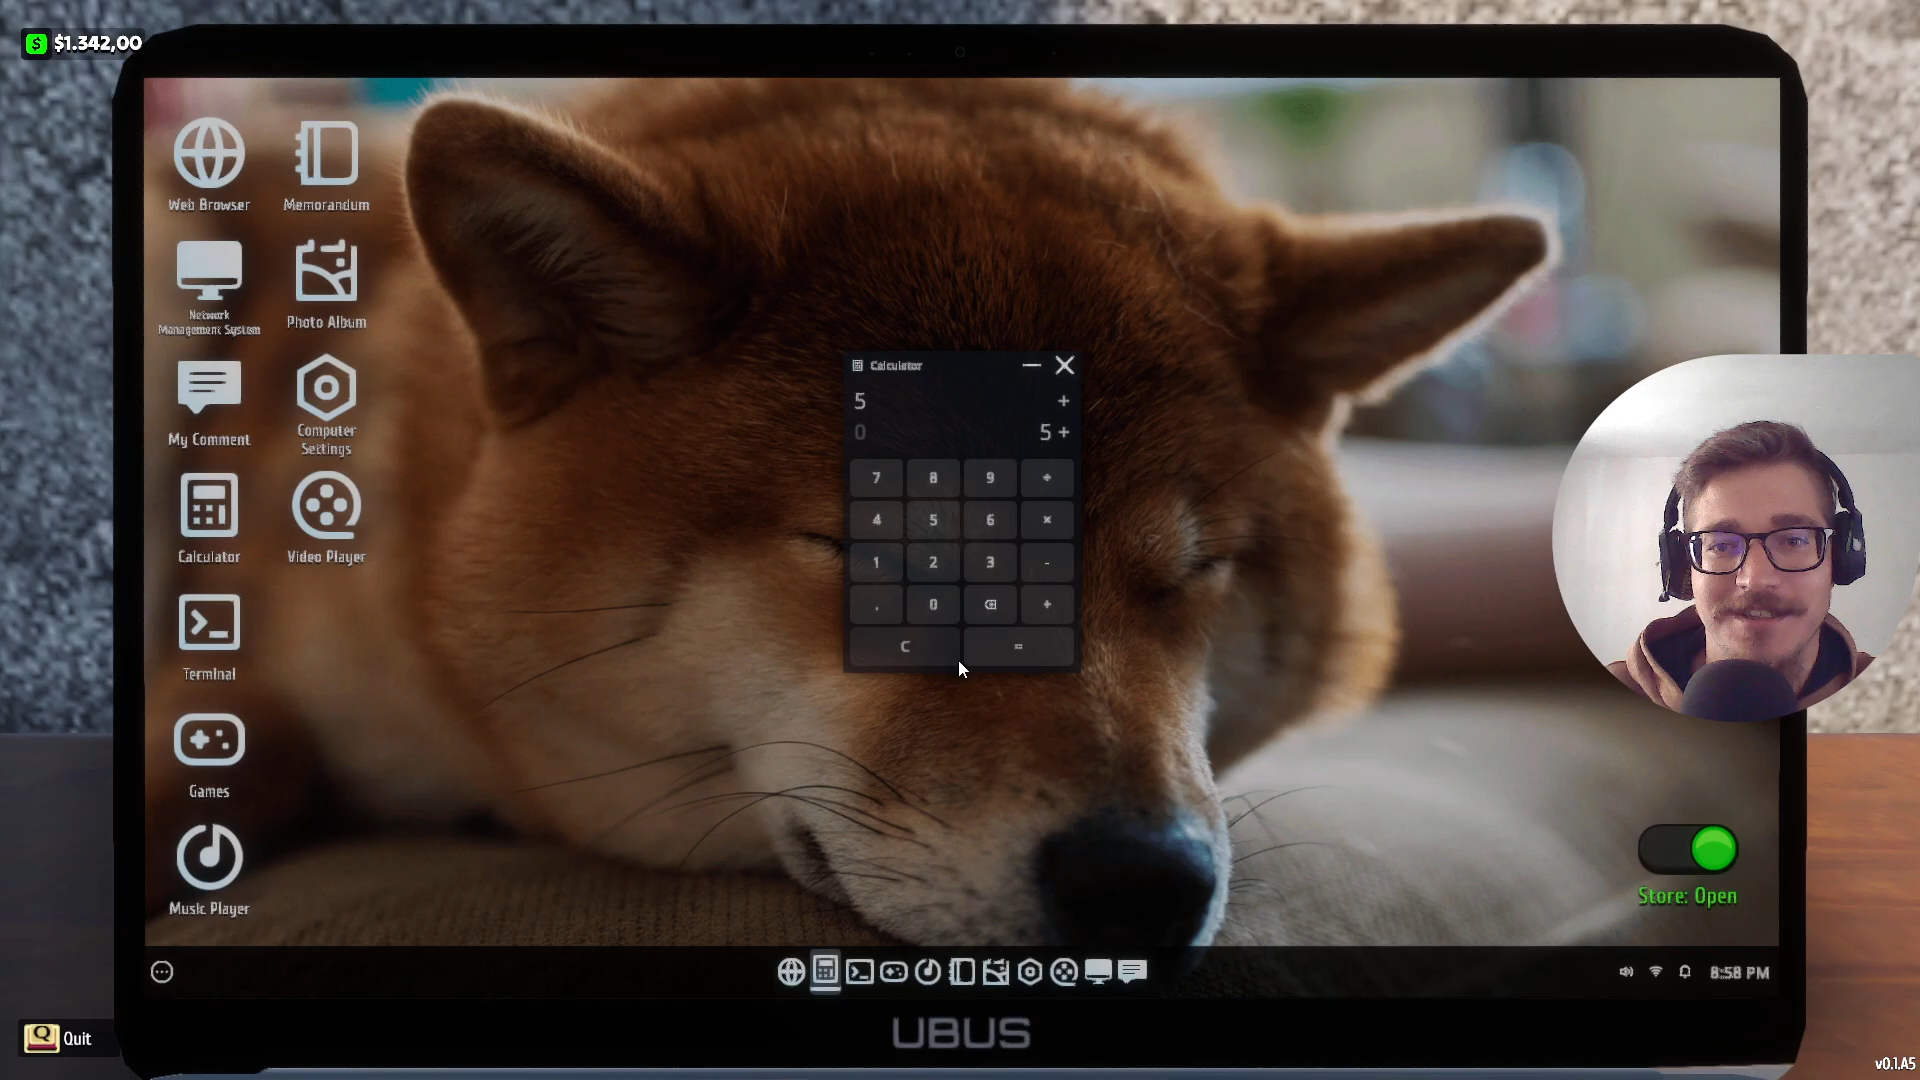 $1.342,00
Web Browser
Memorandum
Network
Management System
Photo Album
My Comment
Computer
Settings
Calculator
Video Player
Terminal
Games
Music Player
Calculator
5 +
0 5 +
7 8 9 ÷
4 5 6 ×
1 2 3 -
. 0 +
C =
Store: Open
8:58 PM
UBUS
Q Quit
v0.1.A5